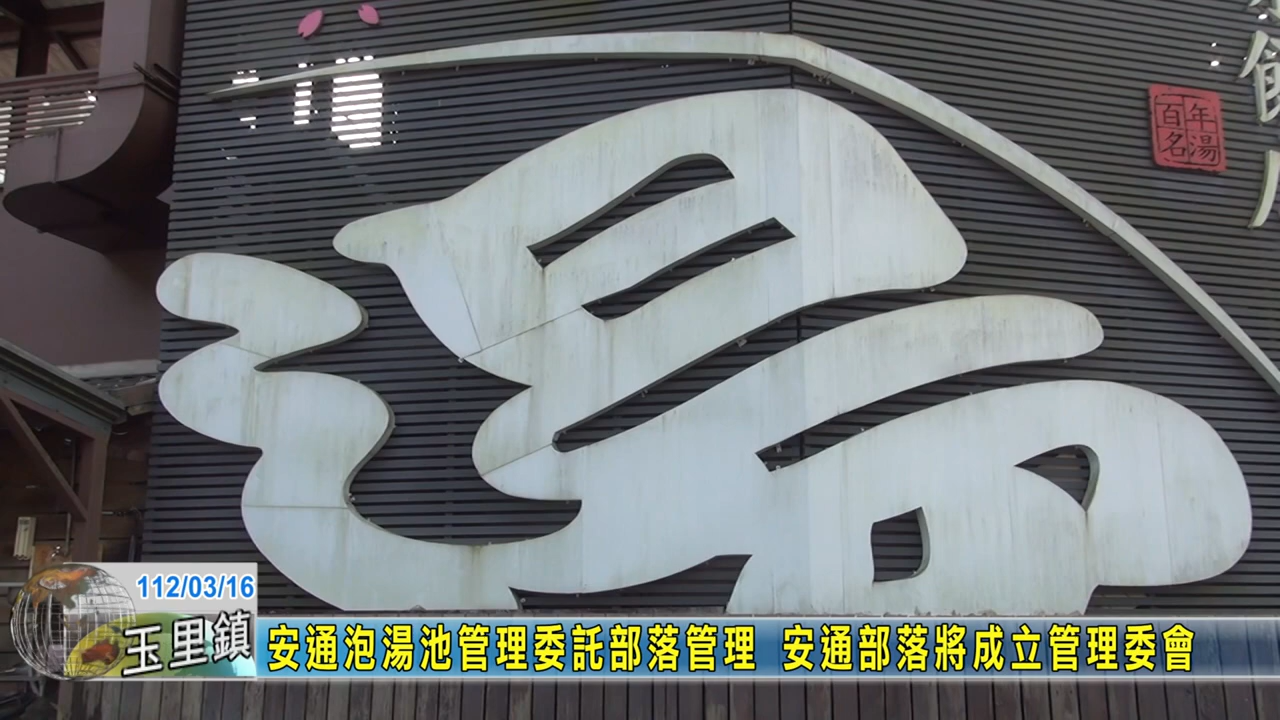 湯
百年
名湯
112/03/16
玉里鎮
安通泡湯池管理委託部落管理 安通部落將成立管理委會